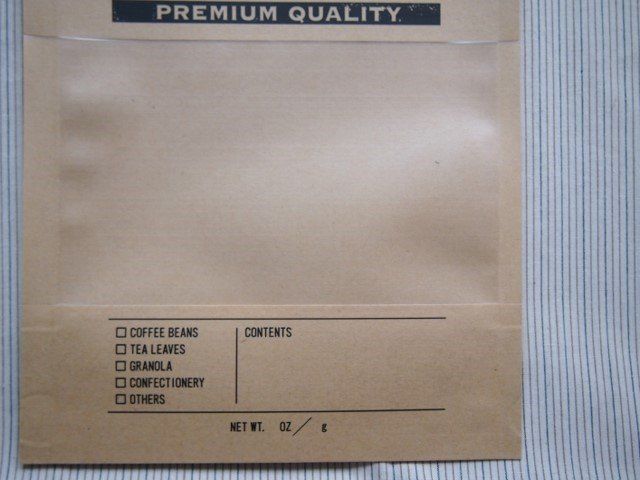 PREMIUM QUALITY
☐ COFFEE BEANS
☐ TEA LEAVES
☐ GRANOLA
☐ CONFECTIONERY
☐ OTHERS
CONTENTS
NET WT. OZ/ g